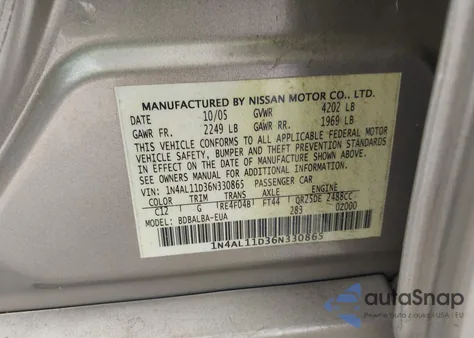 MANUFACTURED BY NISSAN MOTOR CO., LTD.
DATE 10/05 GVWR 4202 LB
GAWR FR. 2249 LB GAWR RR. 1969 LB
THIS VEHICLE CONFORMS TO ALL APPLICABLE FEDERAL MOTOR
VEHICLE SAFETY, BUMPER AND THEFT PREVENTION STANDARDS
IN EFFECT ON THE DATE OF MANUFACTURE SHOWN ABOVE.
SEE OWNERS MANUAL FOR ADDITIONAL INFORMATION.
VIN: 1N4AL11D36N330865 PASSENGER CAR
COLOR TRIM TRANS AXLE ENGINE
C12 G RE4F04B FT44 QR25DE 2488CC
MODEL: BDBALBA-EUA 289 02000
1N4AL11D36N330865
autoSnap